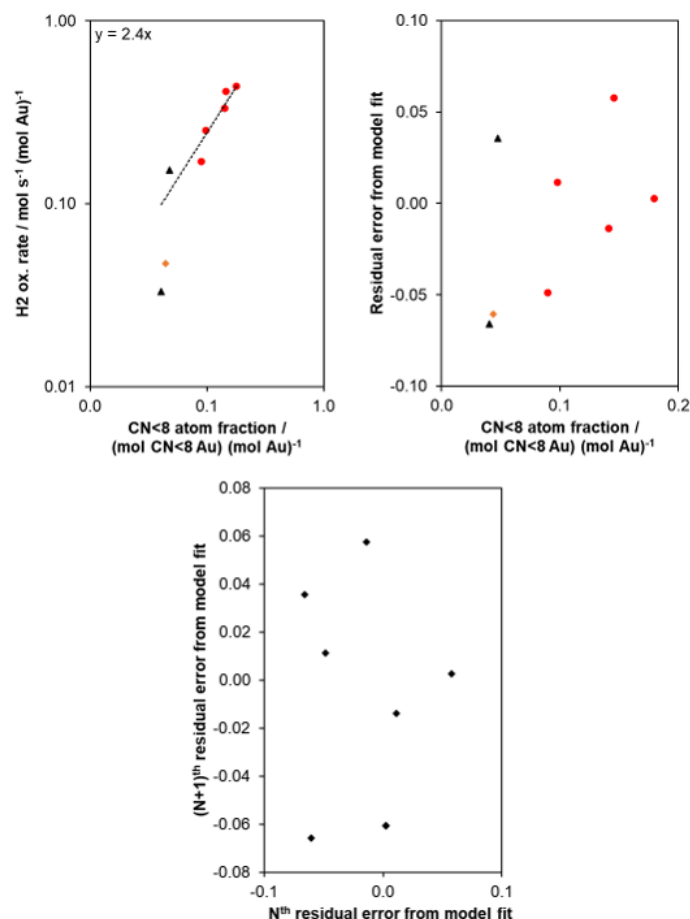 y = 2.4x
1.00
0.10
0.01
H2 ox. rate / mol s⁻¹ (mol Au)⁻¹
0.0 0.1 1.0
CN<8 atom fraction /
(mol CN<8 Au) (mol Au)⁻¹
0.10
0.05
0.00
-0.05
-0.10
Residual error from model fit
0.0 0.1 0.2
CN<8 atom fraction /
(mol CN<8 Au) (mol Au)⁻¹
0.08
0.06
0.04
0.02
0.00
-0.02
-0.04
-0.06
-0.08
(N+1)ᵗʰ residual error from model fit
-0.1 0.0 0.1
Nᵗʰ residual error from model fit